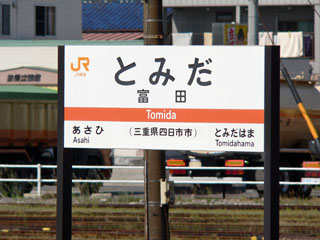 JR
とみだ
富田
Tomida
あさひ
Asahi
(三重県四日市市)
とみだはま
Tomidahama